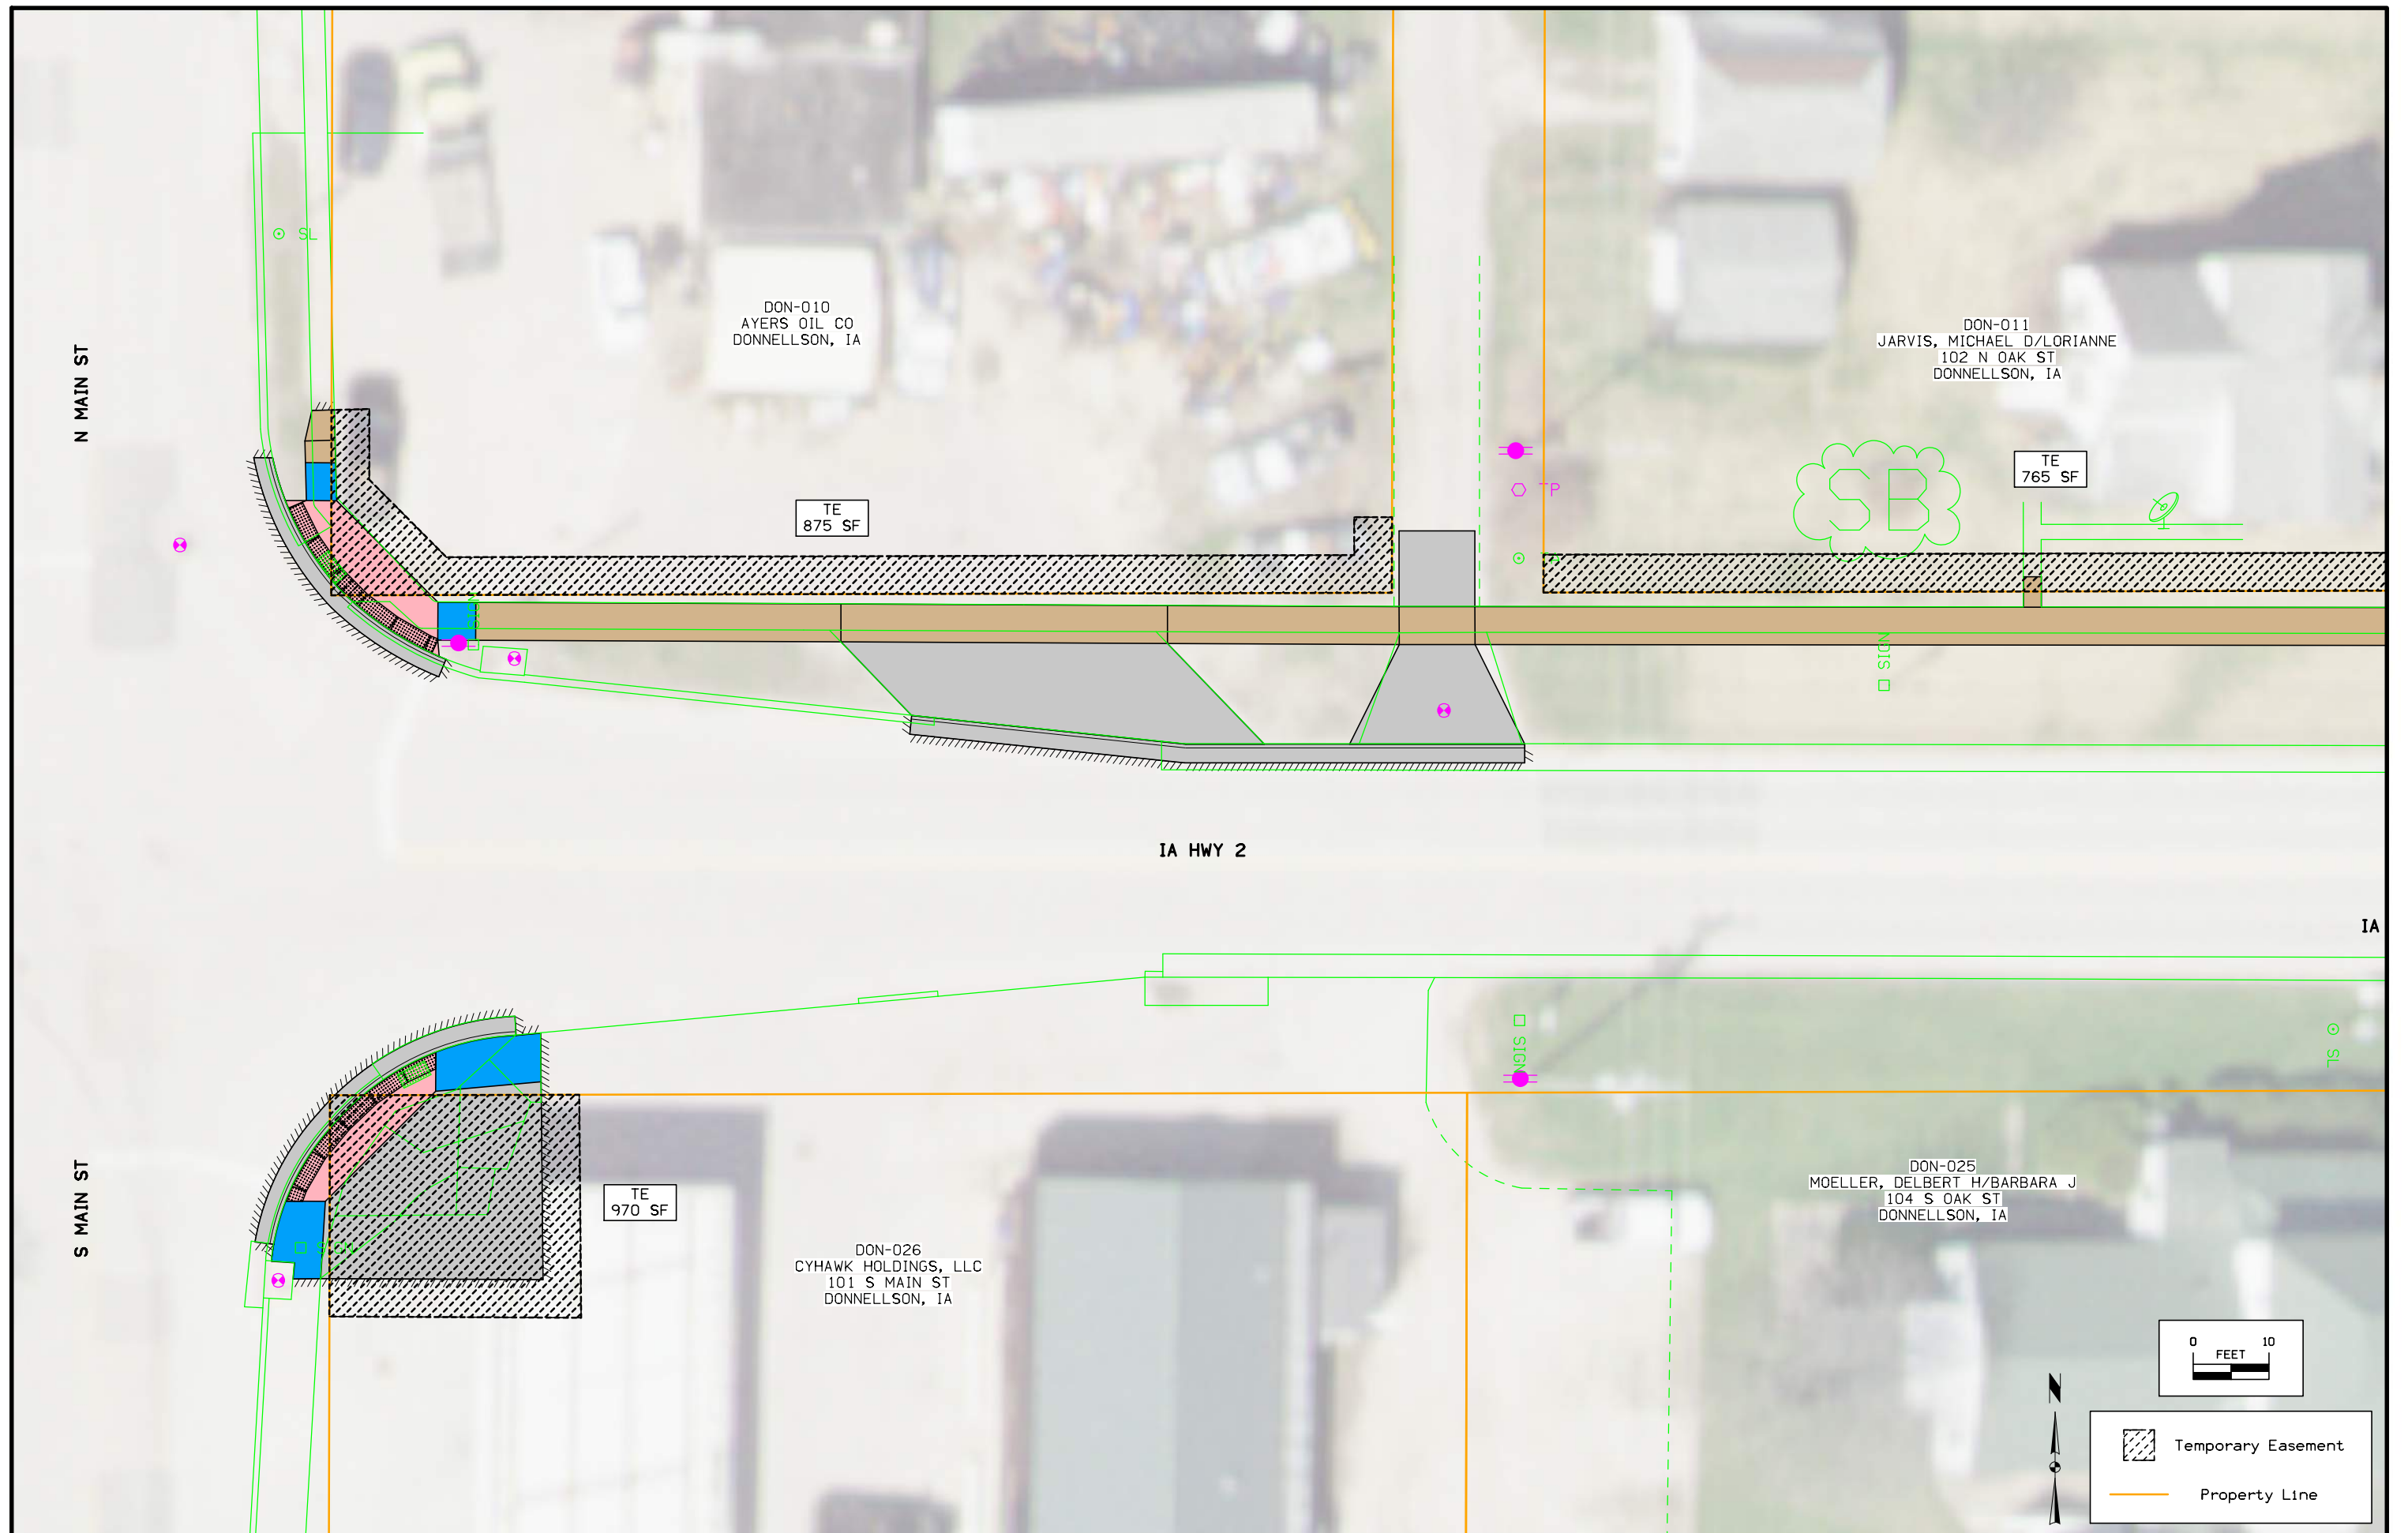 SL
N MAIN ST
DON-010
AYERS OIL CO
DONNELLSON, IA
DON-011
JARVIS, MICHAEL D/LORIANNE
102 N OAK ST
DONNELLSON, IA
TE
875 SF
TP
SB
TE
765 SF
SIGN
SIGN
IA HWY 2
IA
SIGN
SL
S MAIN ST
TE
970 SF
SIGN
DON-026
CYHAWK HOLDINGS, LLC
101 S MAIN ST
DONNELLSON, IA
DON-025
MOELLER, DELBERT H/BARBARA J
104 S OAK ST
DONNELLSON, IA
0 10
FEET
N
Temporary Easement
Property Line